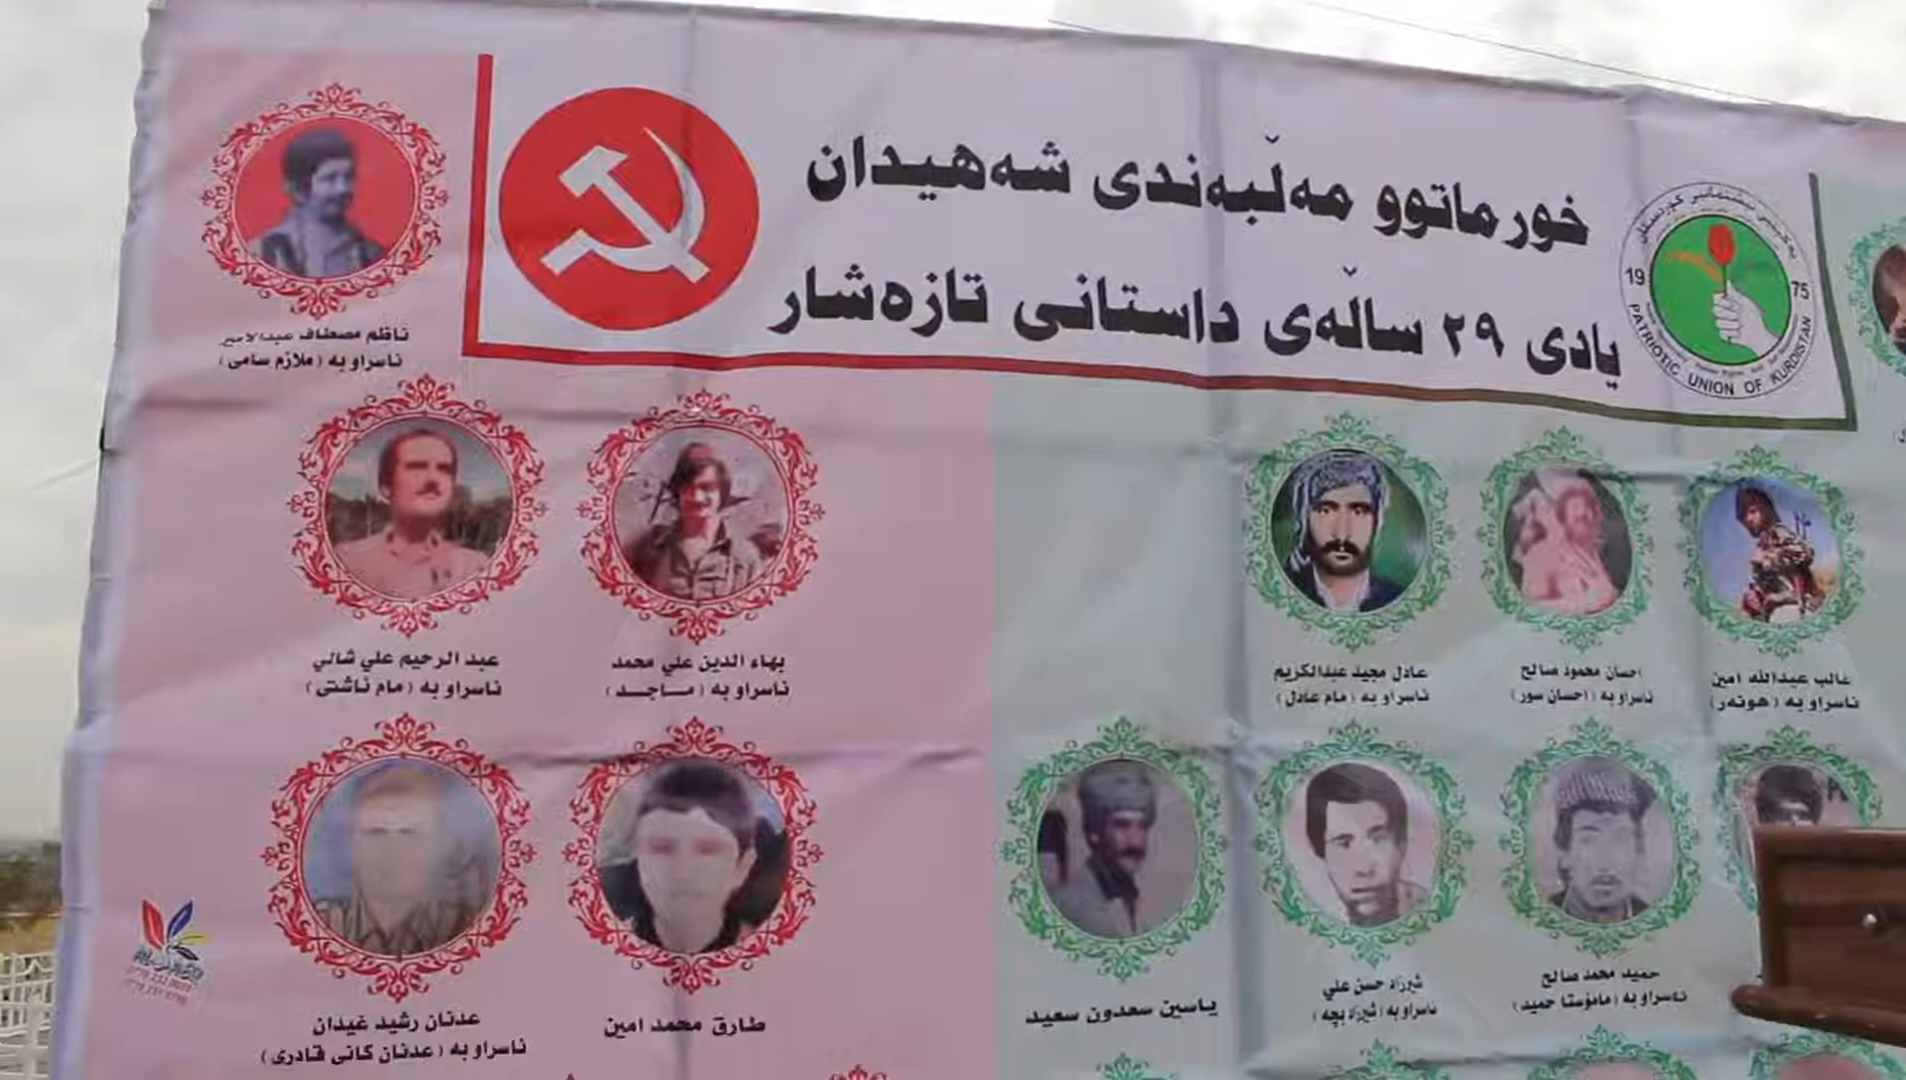 خورماتوو مەڵبەندی شەهیدان
یادی ٢٩ ساڵەی داستانی تازەشار
19 75
PATRIOTIC UNION OF KURDISTAN
ناظم مصطاف عبدالامير
ناسراو بە ( ملازم سامی )
عبد الرحيم علي شالي
ناسراو بە ( مام ناشتی )
بهاء الدين علي محمد
ناسراو بە ( ماجد )
عادل مجيد عبدالكريم
ناسراو بە ( مام عادل )
احسان محمود صالح
ناسراو بە ( احسان سور )
غالب عبدالله امين
ناسراو بە ( هونەر )
عدنان رشيد غيدان
ناسراو بە ( عدنان كانی قادری )
طارق محمد امين
ياسين سعدون سعيد
شيرزاد حسن علي
ناسراو بە ( شیرزاد بچە )
حميد محمد صالح
ناسراو بە ( مامۆستا حميد )